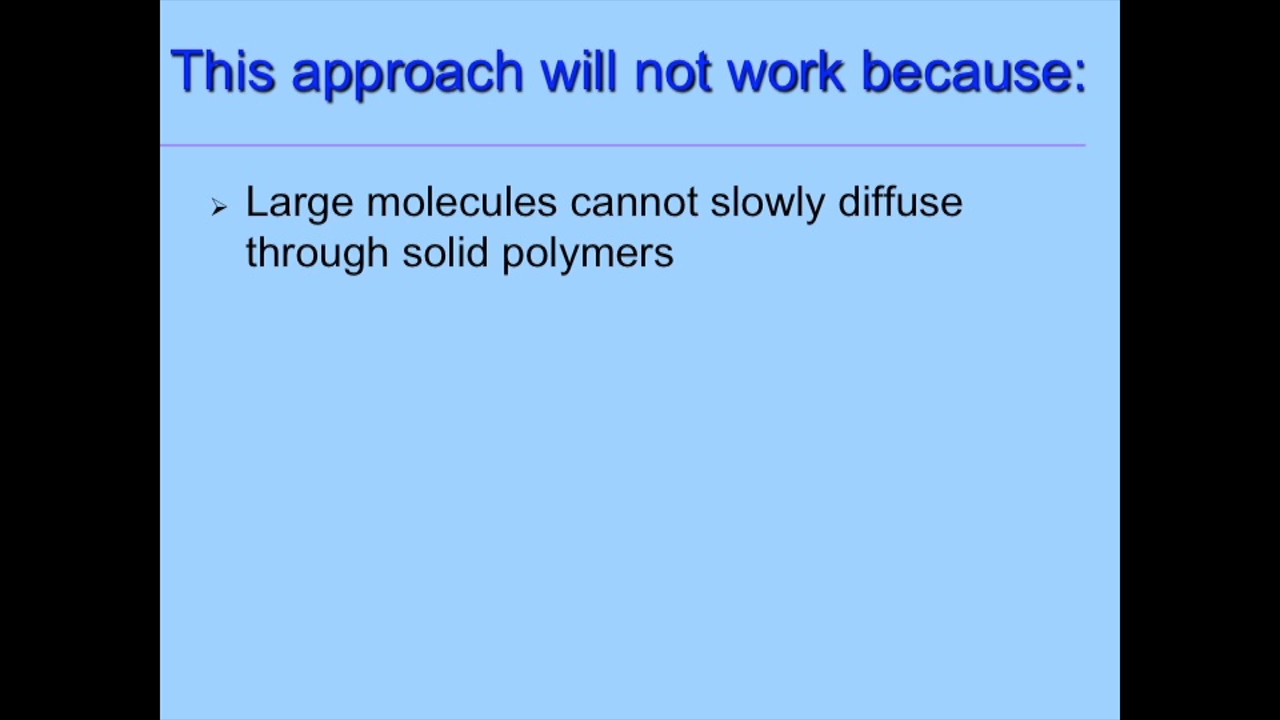 This approach will not work because:
Large molecules cannot slowly diffuse
through solid polymers